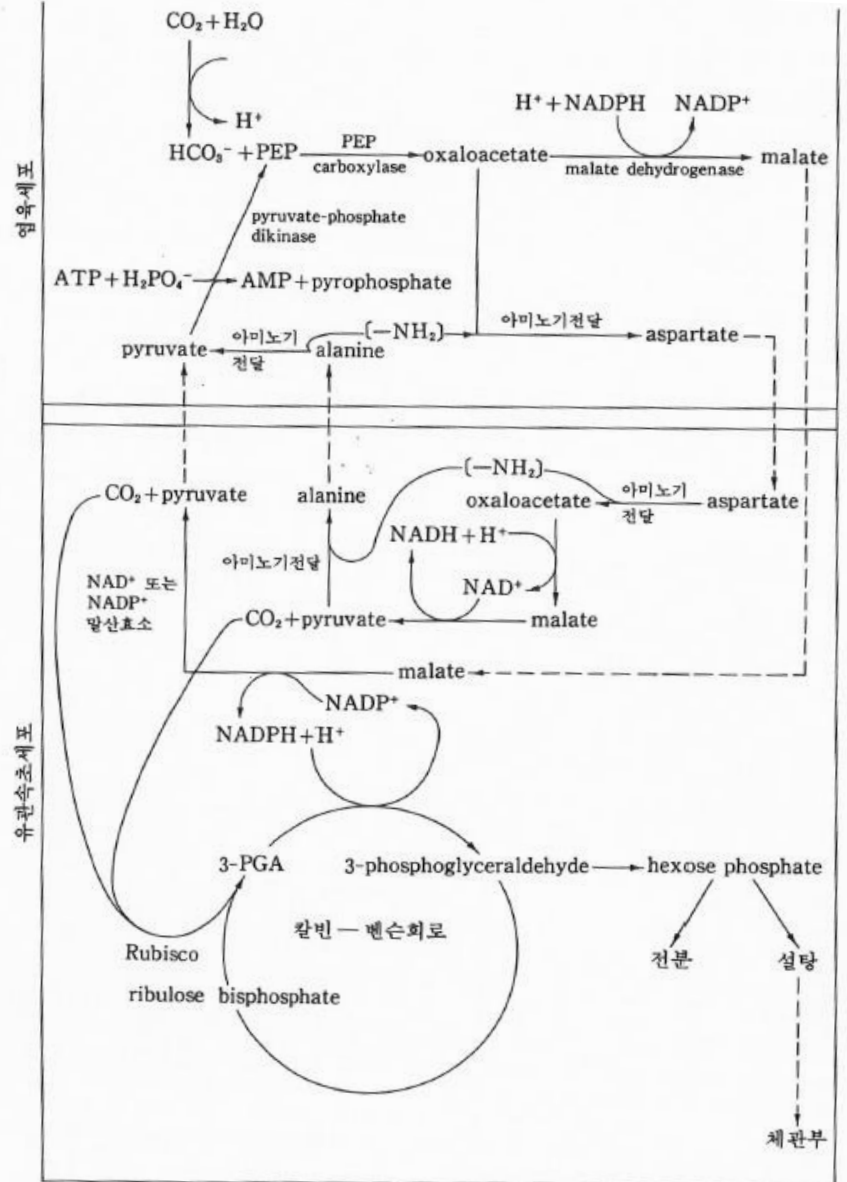 CO₂+H₂O
H⁺
H⁺+NADPH NADP⁺
HCO₃⁻+PEP
PEP
carboxylase
oxaloacetate
malate dehydrogenase
malate
엽육세포
pyruvate-phosphate
dikinase
ATP+H₂PO₄⁻
AMP+pyrophosphate
pyruvate
아미노기
전달
alanine
(-NH₂)
아미노기전달
aspartate
(-NH₂)
CO₂+pyruvate
alanine
oxaloacetate
아미노기
전달
aspartate
NADH+H⁺
아미노기전달
NAD⁺ 또는
NADP⁺
말산효소
NAD⁺
CO₂+pyruvate
malate
malate
NADP⁺
NADPH+H⁺
유관속초세포
3-PGA
3-phosphoglyceraldehyde
hexose phosphate
칼빈—벤슨회로
Rubisco
전분
설탕
ribulose bisphosphate
체관부